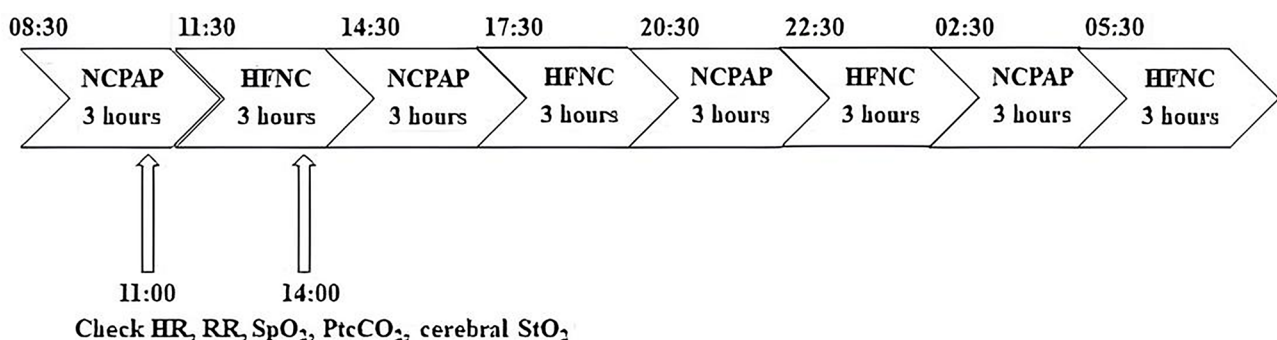 08:30 11:30 14:30 17:30 20:30 22:30 02:30 05:30
NCPAP HFNC NCPAP HFNC NCPAP HFNC NCPAP HFNC
3 hours 3 hours 3 hours 3 hours 3 hours 3 hours 3 hours 3 hours
11:00 14:00
Check HR, RR, SpO₂, PtcCO₂, cerebral StO₂